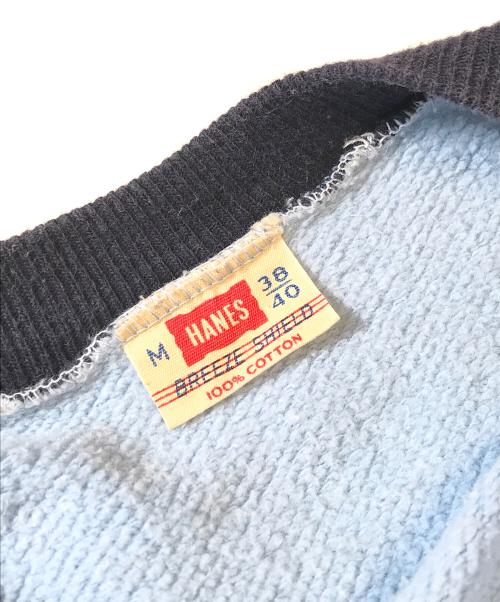 M HANES 38/40
BREEZE SHIELD
100% COTTON